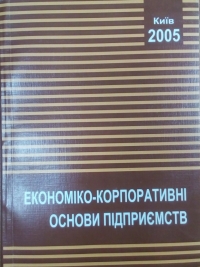 Київ
2005
ЕКОНОМІКО-КОРПОРАТИВНІ
ОСНОВИ ПІДПРИЄМСТВ